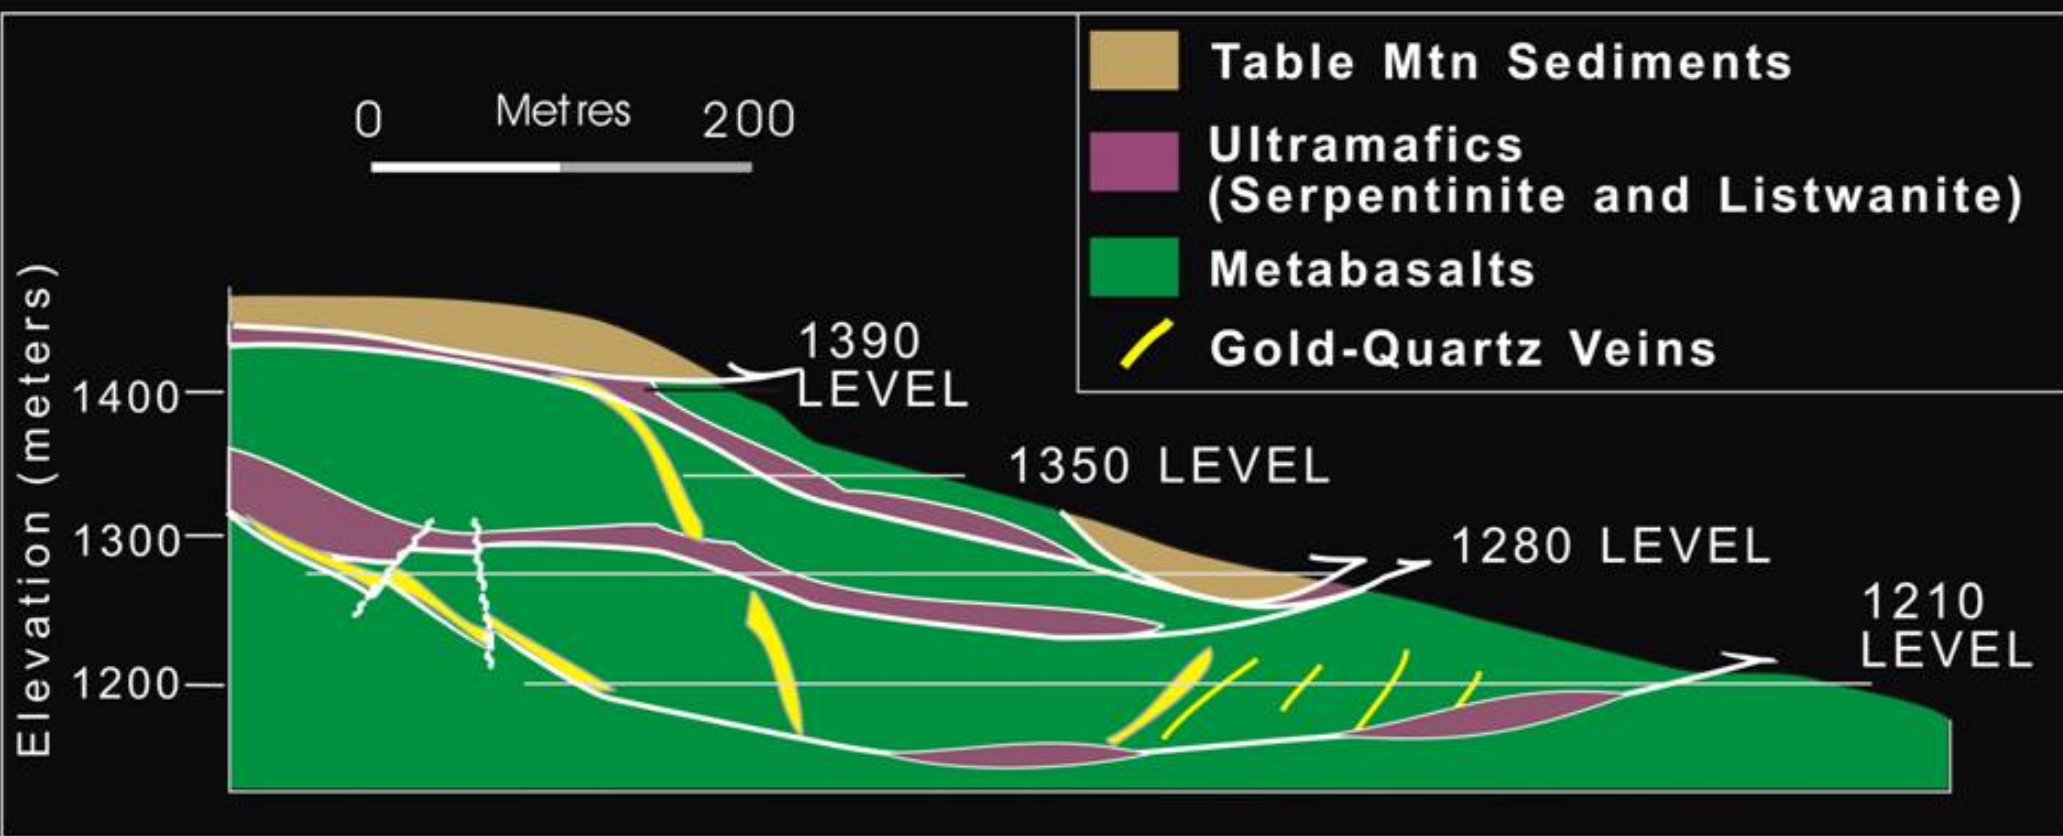 0 Metres 200
Table Mtn Sediments
Ultramafics
(Serpentinite and Listwanite)
Metabasalts
Gold-Quartz Veins
Elevation (meters)
1400
1300
1200
1390
LEVEL
1350 LEVEL
1280 LEVEL
1210
LEVEL